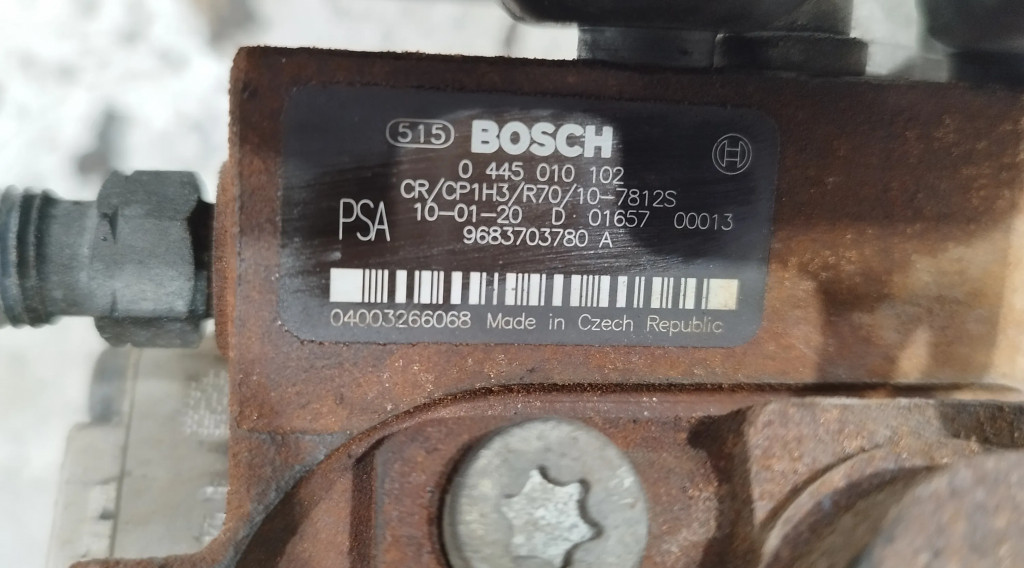 515 BOSCH
0 445 010 102
CR/CP1H3/R70/10-7812S
PSA 10-01-20 D 01657 00013
9683703780 A
04003266068 Made in Czech Republic